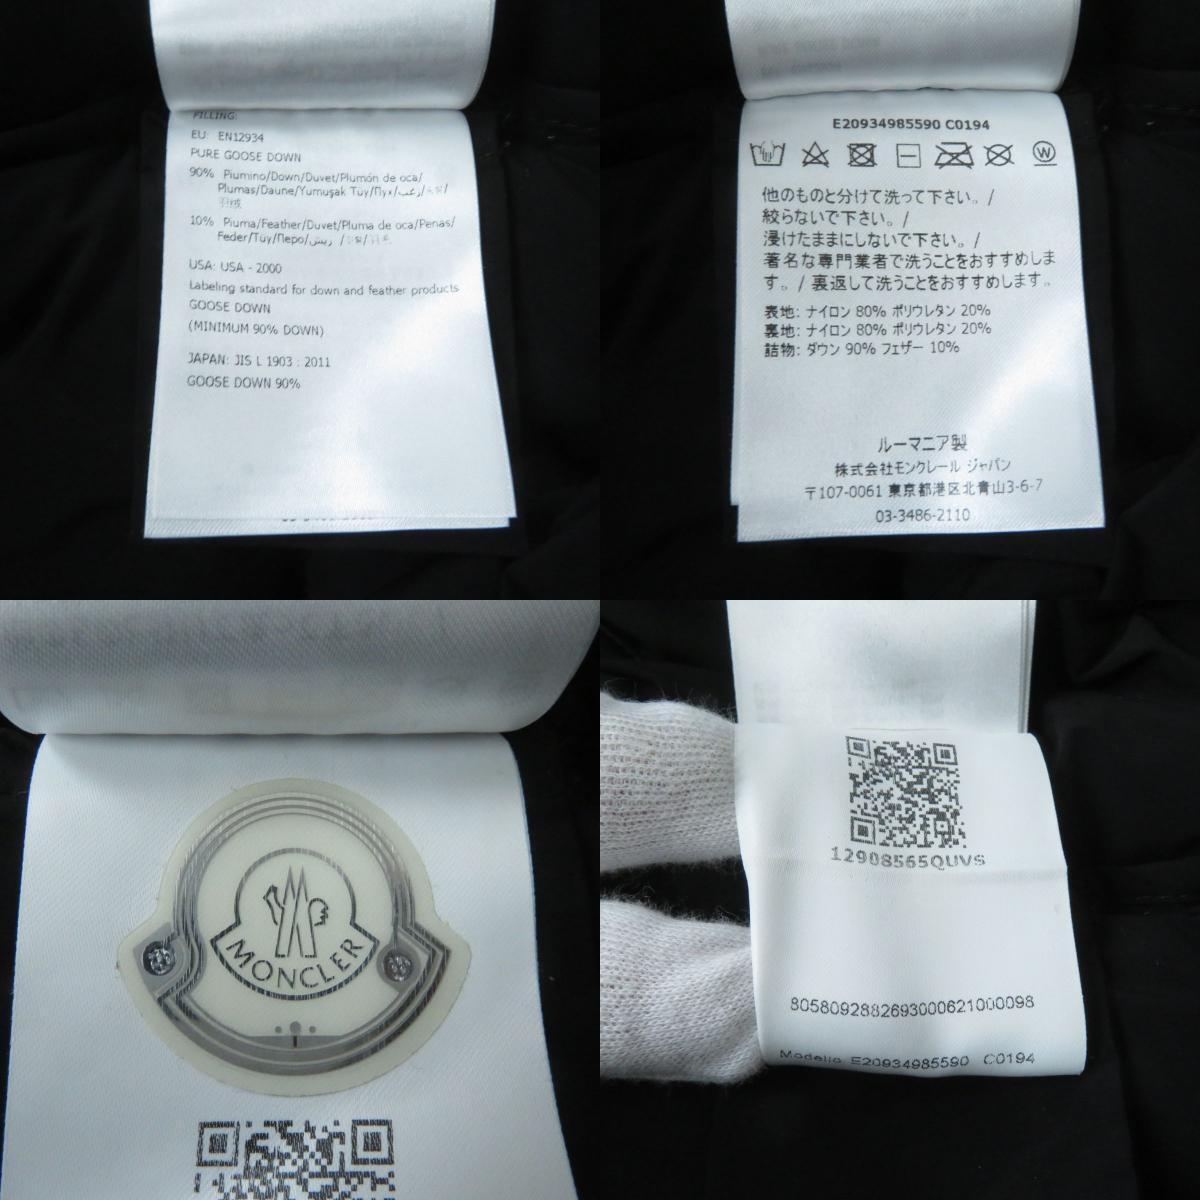 FILLING:
EU: EN12934
PURE GOOSE DOWN
90% Piumino/Down/Duvet/Plumón de oca/
Plumas/Daune/Yumuşak Tüy/Пух/زغب/
羽绒
10% Piuma/Feather/Duvet/Pluma de oca/Penas/
Feder/Tüy/Перо/ريش/
USA: USA - 2000
Labeling standard for down and feather products
GOOSE DOWN
(MINIMUM 90% DOWN)
JAPAN: JIS L 1903 : 2011
GOOSE DOWN 90%
E20934985590 C0194
W
他のものと分けて洗って下さい。/
絞らないで下さい。/
浸けたままにしないで下さい。/
著名な専門業者で洗うことをおすすめしま
す。/ 裏返して洗うことをおすすめします。
表地: ナイロン 80% ポリウレタン 20%
裏地: ナイロン 80% ポリウレタン 20%
詰物: ダウン 90% フェザー 10%
ルーマニア製
株式会社モンクレール ジャパン
〒107-0061 東京都港区北青山3-6-7
03-3486-2110
MONCLER
12908565QUVS
8058092882693000621000098
Modello E20934985590 C0194